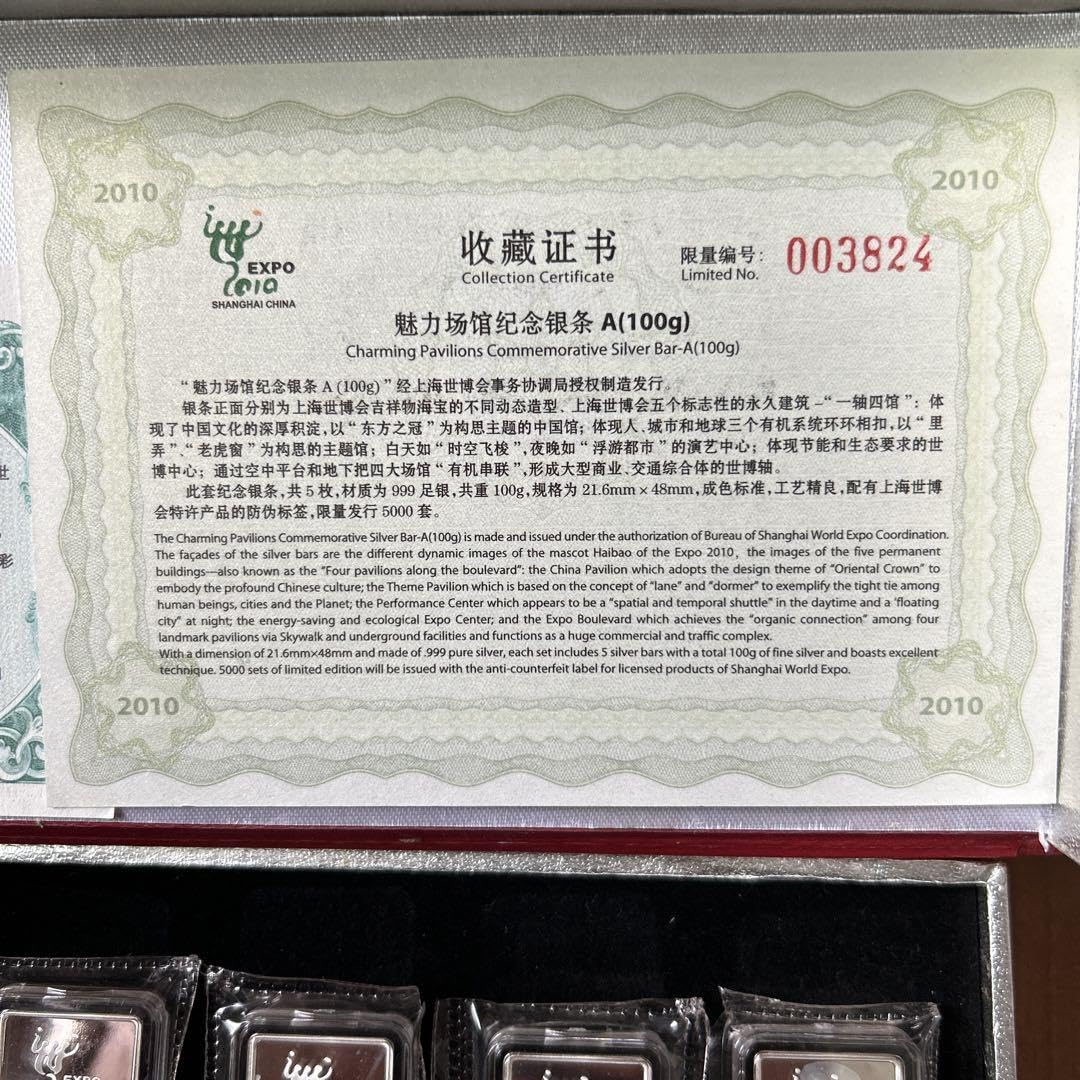 2010
2010
EXPO
2010
SHANGHAI CHINA
收藏证书
Collection Certificate
限量编号：
Limited No.
003824
魅力场馆纪念银条 A(100g)
Charming Pavilions Commemorative Silver Bar-A(100g)
“魅力场馆纪念银条 A (100g)”经上海世博会事务协调局授权制造发行。
银条正面分别为上海世博会吉祥物海宝的不同动态造型、上海世博会五个标志性的永久建筑–“一轴四馆”：体
现了中国文化的深厚积淀，以“东方之冠”为构思主题的中国馆；体现人、城市和地球三个有机系统环环相扣，以“里
弄”、“老虎窗”为构思的主题馆；白天如“时空飞梭”，夜晚如“浮游都市”的演艺中心；体现节能和生态要求的世
博中心；通过空中平台和地下把四大场馆“有机串联”，形成大型商业、交通综合体的世博轴。
此套纪念银条，共 5 枚，材质为 999 足银，共重 100g，规格为 21.6mm × 48mm，成色标准，工艺精良，配有上海世博
会特许产品的防伪标签，限量发行 5000 套。
The Charming Pavilions Commemorative Silver Bar-A(100g) is made and issued under the authorization of Bureau of Shanghai World Expo Coordination.
The façades of the silver bars are the different dynamic images of the mascot Haibao of the Expo 2010, the images of the five permanent
buildings—also known as the “Four pavilions along the boulevard”: the China Pavilion which adopts the design theme of “Oriental Crown” to
embody the profound Chinese culture; the Theme Pavilion which is based on the concept of “lane” and “dormer” to exemplify the tight tie among
human beings, cities and the Planet; the Performance Center which appears to be a “spatial and temporal shuttle” in the daytime and a “floating
city” at night; the energy-saving and ecological Expo Center; and the Expo Boulevard which achieves the “organic connection” among four
landmark pavilions via Skywalk and underground facilities and functions as a huge commercial and traffic complex.
With a dimension of 21.6mm×48mm and made of .999 pure silver, each set includes 5 silver bars with a total 100g of fine silver and boasts excellent
technique. 5000 sets of limited edition will be issued with the anti-counterfeit label for licensed products of Shanghai World Expo.
2010
2010
世
彩
EXPO